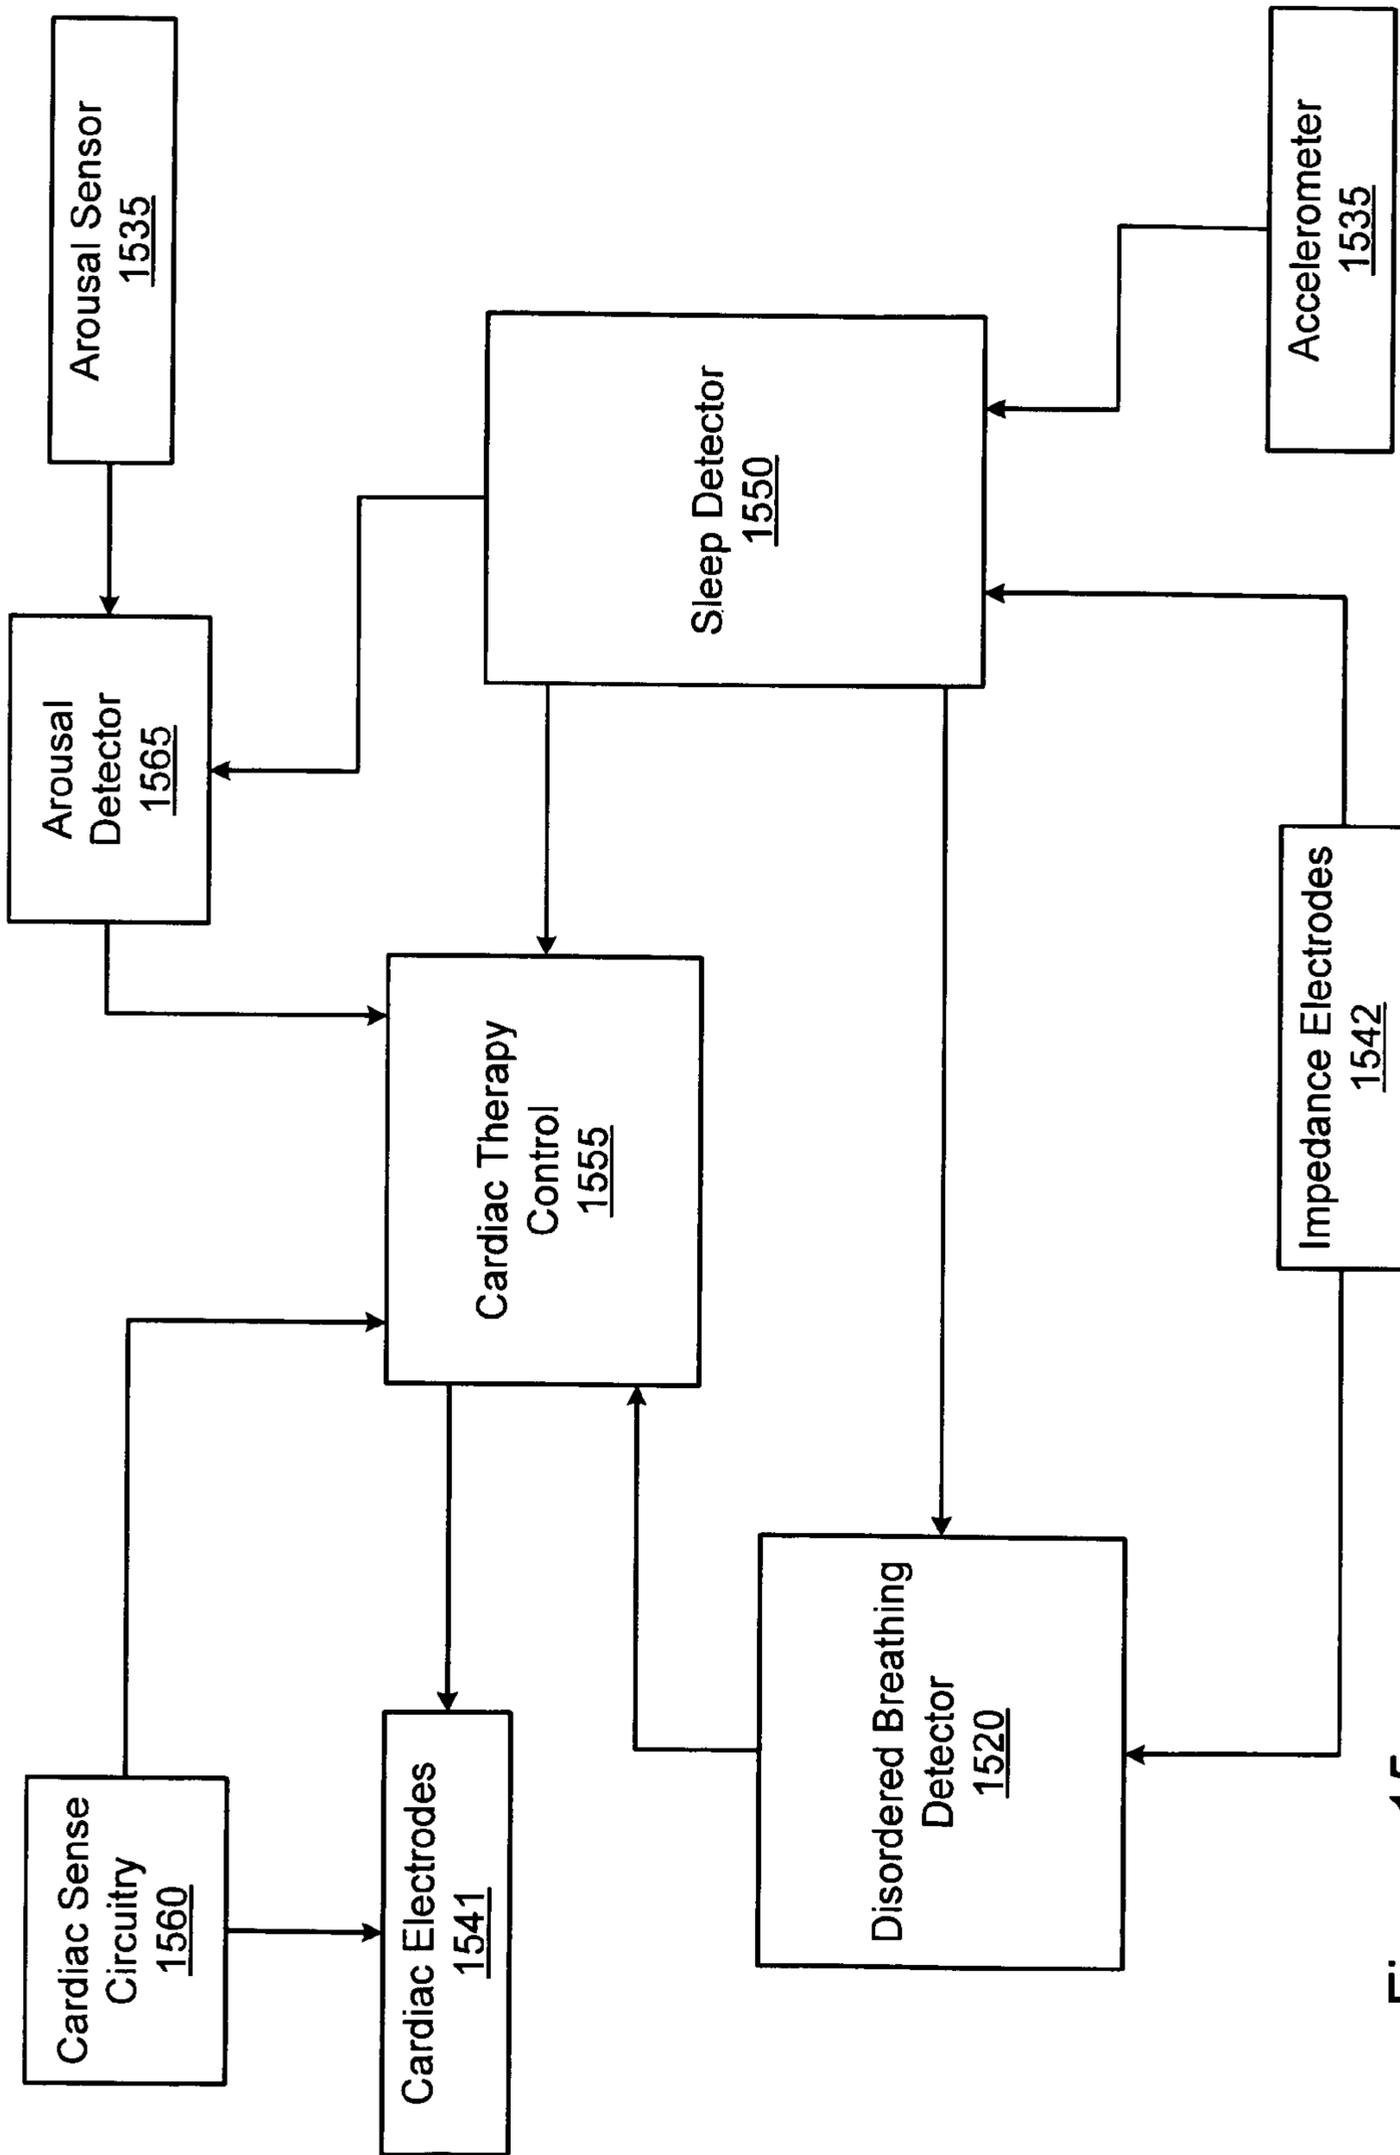 Cardiac Sense
Circuitry
1560
Arousal
Detector
1565
Arousal Sensor
1535
Cardiac Electrodes
1541
Cardiac Therapy
Control
1555
Sleep Detector
1550
Disordered Breathing
Detector
1520
Impedance Electrodes
1542
Accelerometer
1535